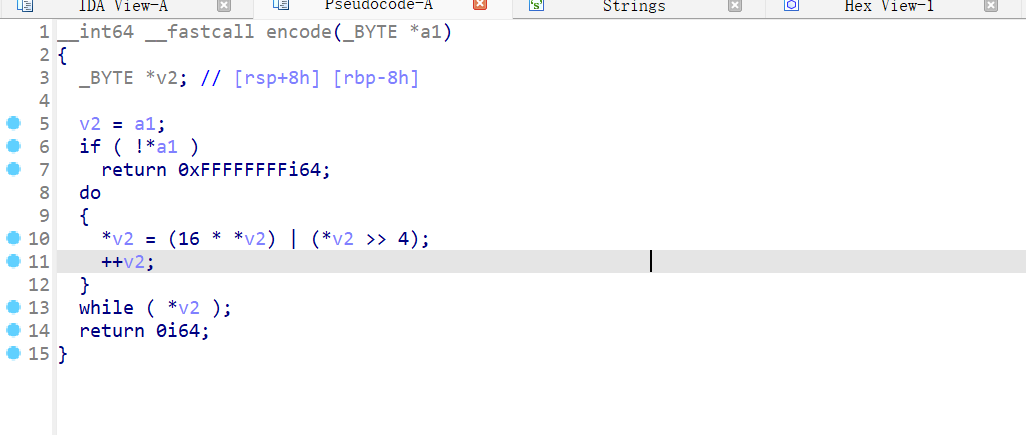 IDA View-A Pseudocode-A Strings Hex View-1
1 __int64 __fastcall encode(_BYTE *a1)
2 {
3 _BYTE *v2; // [rsp+8h] [rbp-8h]
4
5 v2 = a1;
6 if ( !*a1 )
7 return 0xFFFFFFFFi64;
8 do
9 {
10 *v2 = (16 * *v2) | (*v2 >> 4);
11 ++v2;
12 }
13 while ( *v2 );
14 return 0i64;
15 }